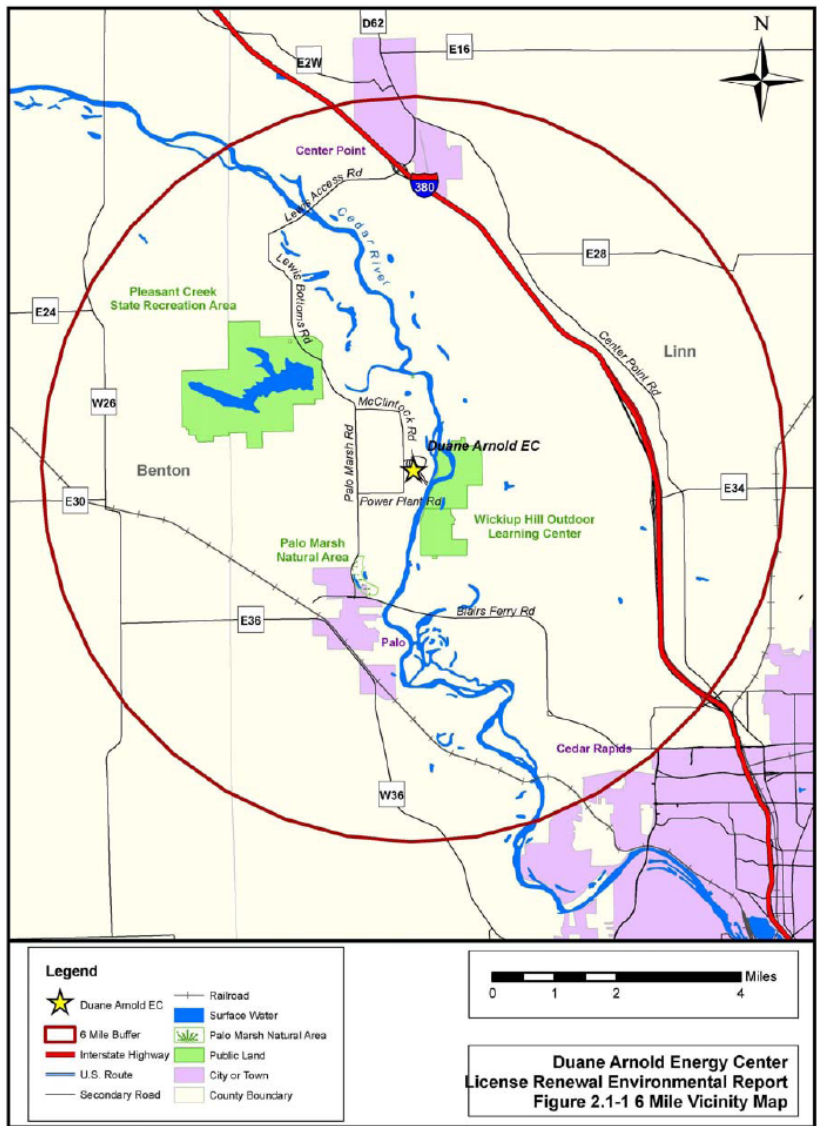 D62
N
E16
E2W
Center Point
380
Lewis Access Rd
Cedar River
E28
Lewis Bottoms Rd
Pleasant Creek
State Recreation Area
E24
Center Point Rd
Linn
W26
McClintock Rd
Duane Arnold EC
Palo Marsh Rd
Benton
E30
E34
Power Plant Rd
Wickiup Hill Outdoor
Learning Center
Palo Marsh
Natural Area
Blairs Ferry Rd
E36
Palo
Cedar Rapids
W36
Legend
Duane Arnold EC
6 Mile Buffer
Interstate Highway
U.S. Route
Secondary Road
Railroad
Surface Water
Palo Marsh Natural Area
Public Land
City or Town
County Boundary
Miles
0 1 2 4
Duane Arnold Energy Center
License Renewal Environmental Report
Figure 2.1-1 6 Mile Vicinity Map